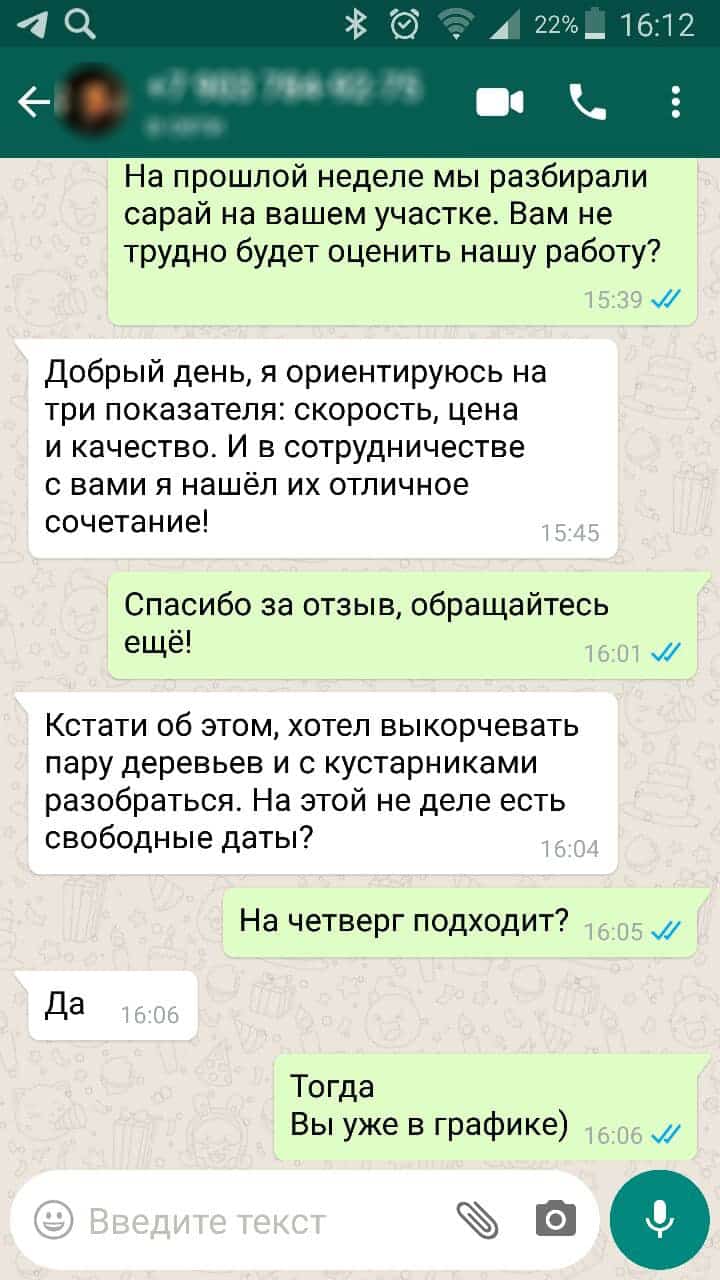 22% 16:12
На прошлой неделе мы разбирали
сарай на вашем участке. Вам не
трудно будет оценить нашу работу?
15:39
Добрый день, я ориентируюсь на
три показателя: скорость, цена
и качество. И в сотрудничестве
с вами я нашёл их отличное
сочетание!
15:45
Спасибо за отзыв, обращайтесь
ещё!
16:01
Кстати об этом, хотел выкорчевать
пару деревьев и с кустарниками
разобраться. На этой не деле есть
свободные даты?
16:04
На четверг подходит? 16:05
Да 16:06
Тогда
Вы уже в графике) 16:06
Введите текст